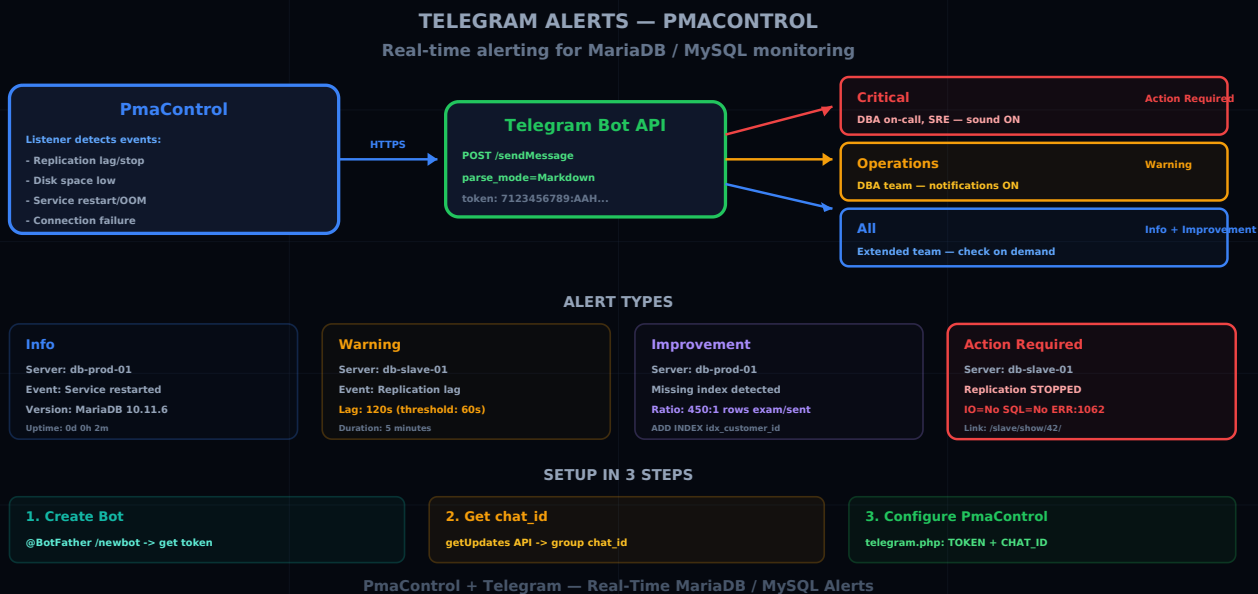 TELEGRAM ALERTS — PMACONTROL
Real-time alerting for MariaDB / MySQL monitoring
PmaControl
Listener detects events:
- Replication lag/stop
- Disk space low
- Service restart/OOM
- Connection failure
HTTPS
Telegram Bot API
POST /sendMessage
parse_mode=Markdown
token: 7123456789:AAH...
Critical
Action Required
DBA on-call, SRE — sound ON
Operations
Warning
DBA team — notifications ON
All
Info + Improvement
Extended team — check on demand
ALERT TYPES
Info
Server: db-prod-01
Event: Service restarted
Version: MariaDB 10.11.6
Uptime: 0d 0h 2m
Warning
Server: db-slave-01
Event: Replication lag
Lag: 120s (threshold: 60s)
Duration: 5 minutes
Improvement
Server: db-prod-01
Missing index detected
Ratio: 450:1 rows exam/sent
ADD INDEX idx_customer_id
Action Required
Server: db-slave-01
Replication STOPPED
IO=No SQL=No ERR:1062
Link: /slave/show/42/
SETUP IN 3 STEPS
1. Create Bot
@BotFather /newbot -> get token
2. Get chat_id
getUpdates API -> group chat_id
3. Configure PmaControl
telegram.php: TOKEN + CHAT_ID
PmaControl + Telegram — Real-Time MariaDB / MySQL Alerts